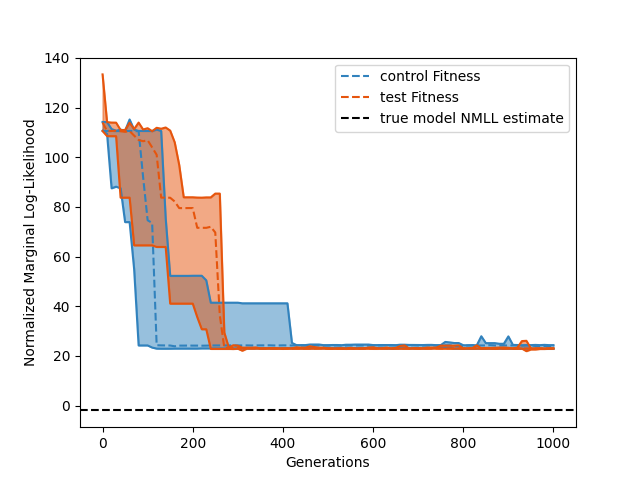 140
120
100
80
60
40
20
0
Normalized Marginal Log-Likelihood
control Fitness
test Fitness
true model NMLL estimate
0 200 400 600 800 1000
Generations